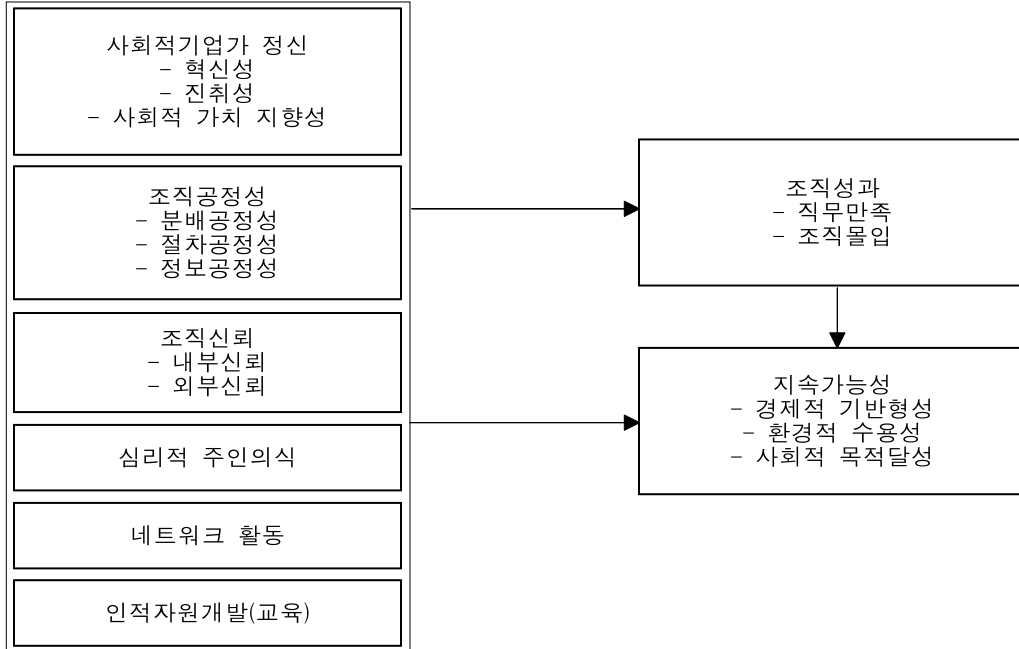 사회적기업가 정신
- 혁신성
- 진취성
- 사회적 가치 지향성
조직공정성
- 분배공정성
- 절차공정성
- 정보공정성
조직신뢰
- 내부신뢰
- 외부신뢰
심리적 주인의식
네트워크 활동
인적자원개발(교육)
조직성과
- 직무만족
- 조직몰입
지속가능성
- 경제적 기반형성
- 환경적 수용성
- 사회적 목적달성